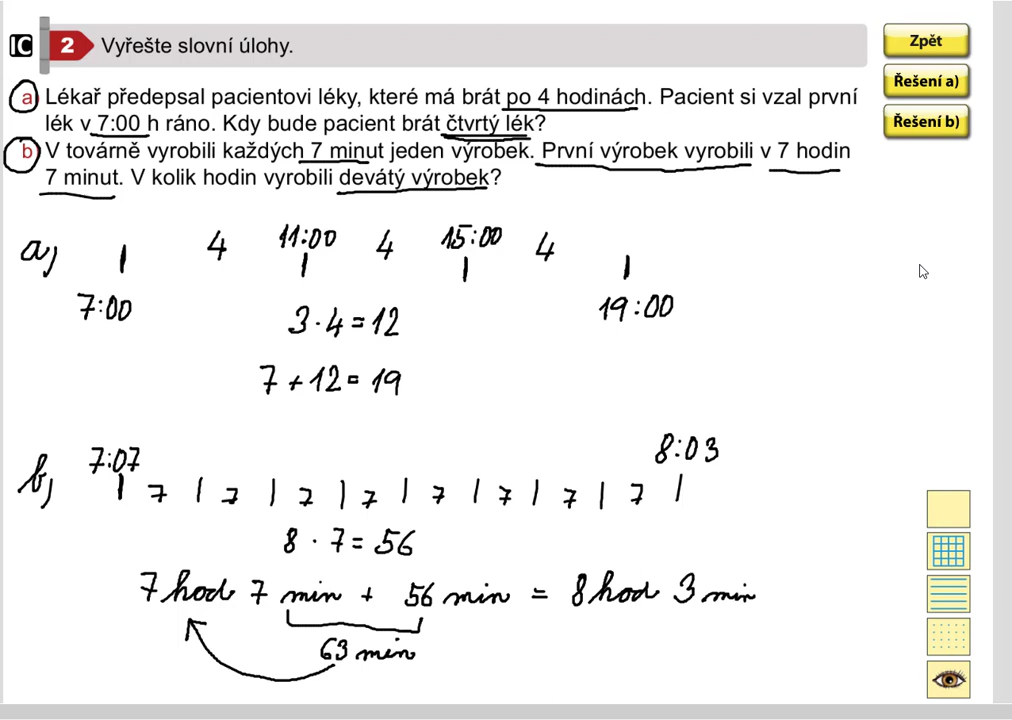 IC 2 Vyřešte slovní úlohy.
Zpět
Řešení a)
Řešení b)
a) Lékař předepsal pacientovi léky, které má brát po 4 hodinách. Pacient si vzal první
lék v 7:00 h ráno. Kdy bude pacient brát čtvrtý lék?
b) V továrně vyrobili každých 7 minut jeden výrobek. První výrobek vyrobili v 7 hodin
7 minut. V kolik hodin vyrobili devátý výrobek?
a) | 4 11:00 | 4 15:00 | 4 |
7:00 19:00
3 · 4 = 12
7 + 12 = 19
7:07 8:03
b) | 7 | 7 | 7 | 7 | 7 | 7 | 7 | 7 |
8 · 7 = 56
7 hod 7 min + 56 min = 8 hod 3 min
63 min